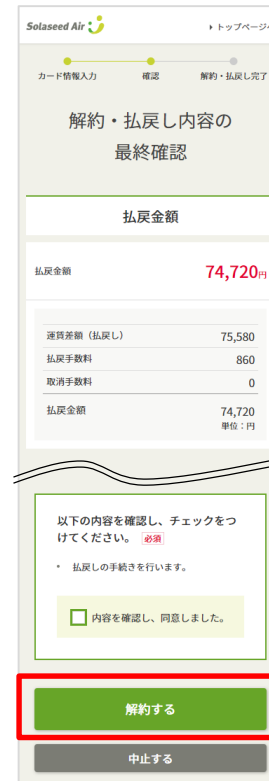 Solaseed Air
トップページへ
カード情報入力
確認
解約・払戻し完了
解約・払戻し内容の
最終確認
払戻金額
払戻金額
74,720円
運賃差額（払戻し）
75,580
払戻手数料
860
取消手数料
0
払戻金額
74,720
単位：円
以下の内容を確認し、チェックをつ
けてください。 必須
• 払戻しの手続きを行います。
内容を確認し、同意しました。
解約する
中止する